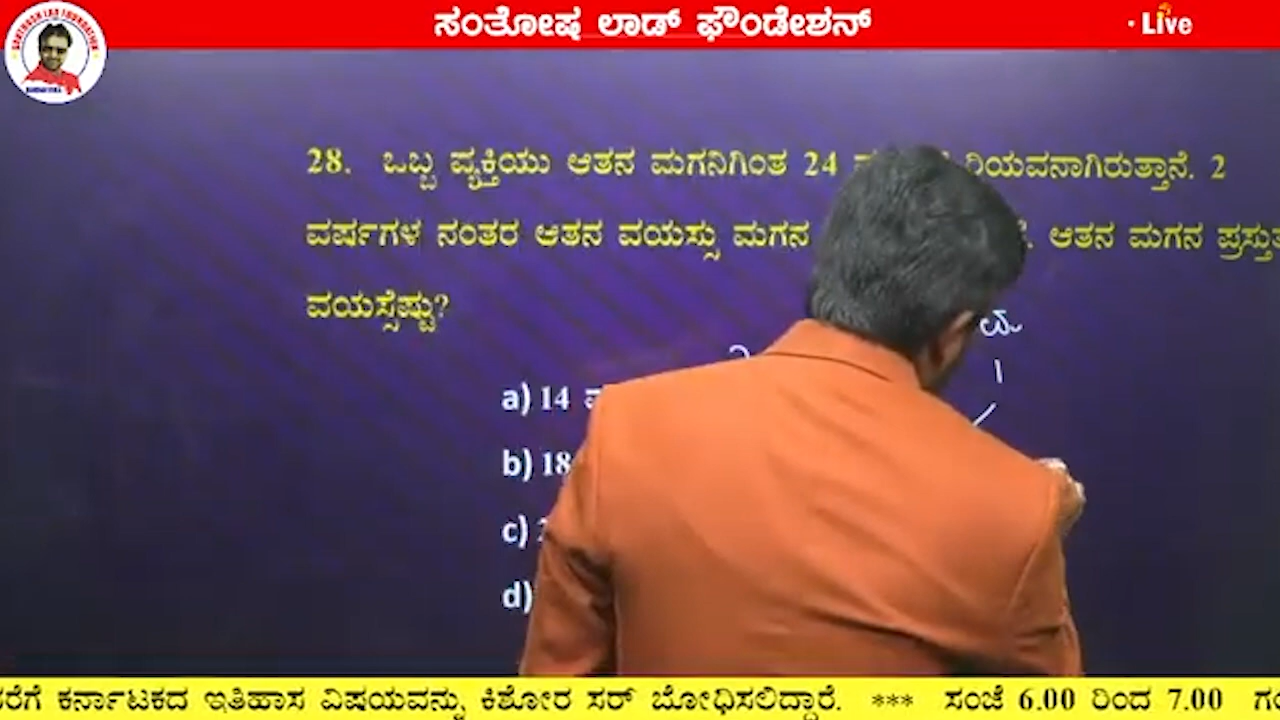 ಸಂತೋಷ ಲಾಡ್ ಫೌಂಡೇಶನ್
· Live
28. ಒಬ್ಬ ಪ್ಯಕ್ತಿಯು ಆತನ ಮಗನಿಗಿಂತ 24 ರಿಯವನಾಗಿರುತ್ತಾನೆ. 2
ವರ್ಷಗಳ ನಂತರ ಆತನ ವಯಸ್ಸು ಮಗನ ಆತನ ಮಗನ ಪ್ರಸ್ತುತ
ವಯಸ್ಸೆಷ್ಟು?
a) 14
b) 18
c)
d)
ರೆಗೆ ಕರ್ನಾಟಕದ ಇತಿಹಾಸ ವಿಷಯವನ್ನು ಕಿಶೋರ ಸರ್ ಬೋಧಿಸಲಿದ್ದಾರೆ. *** ಸಂಜೆ 6.00 ರಿಂದ 7.00